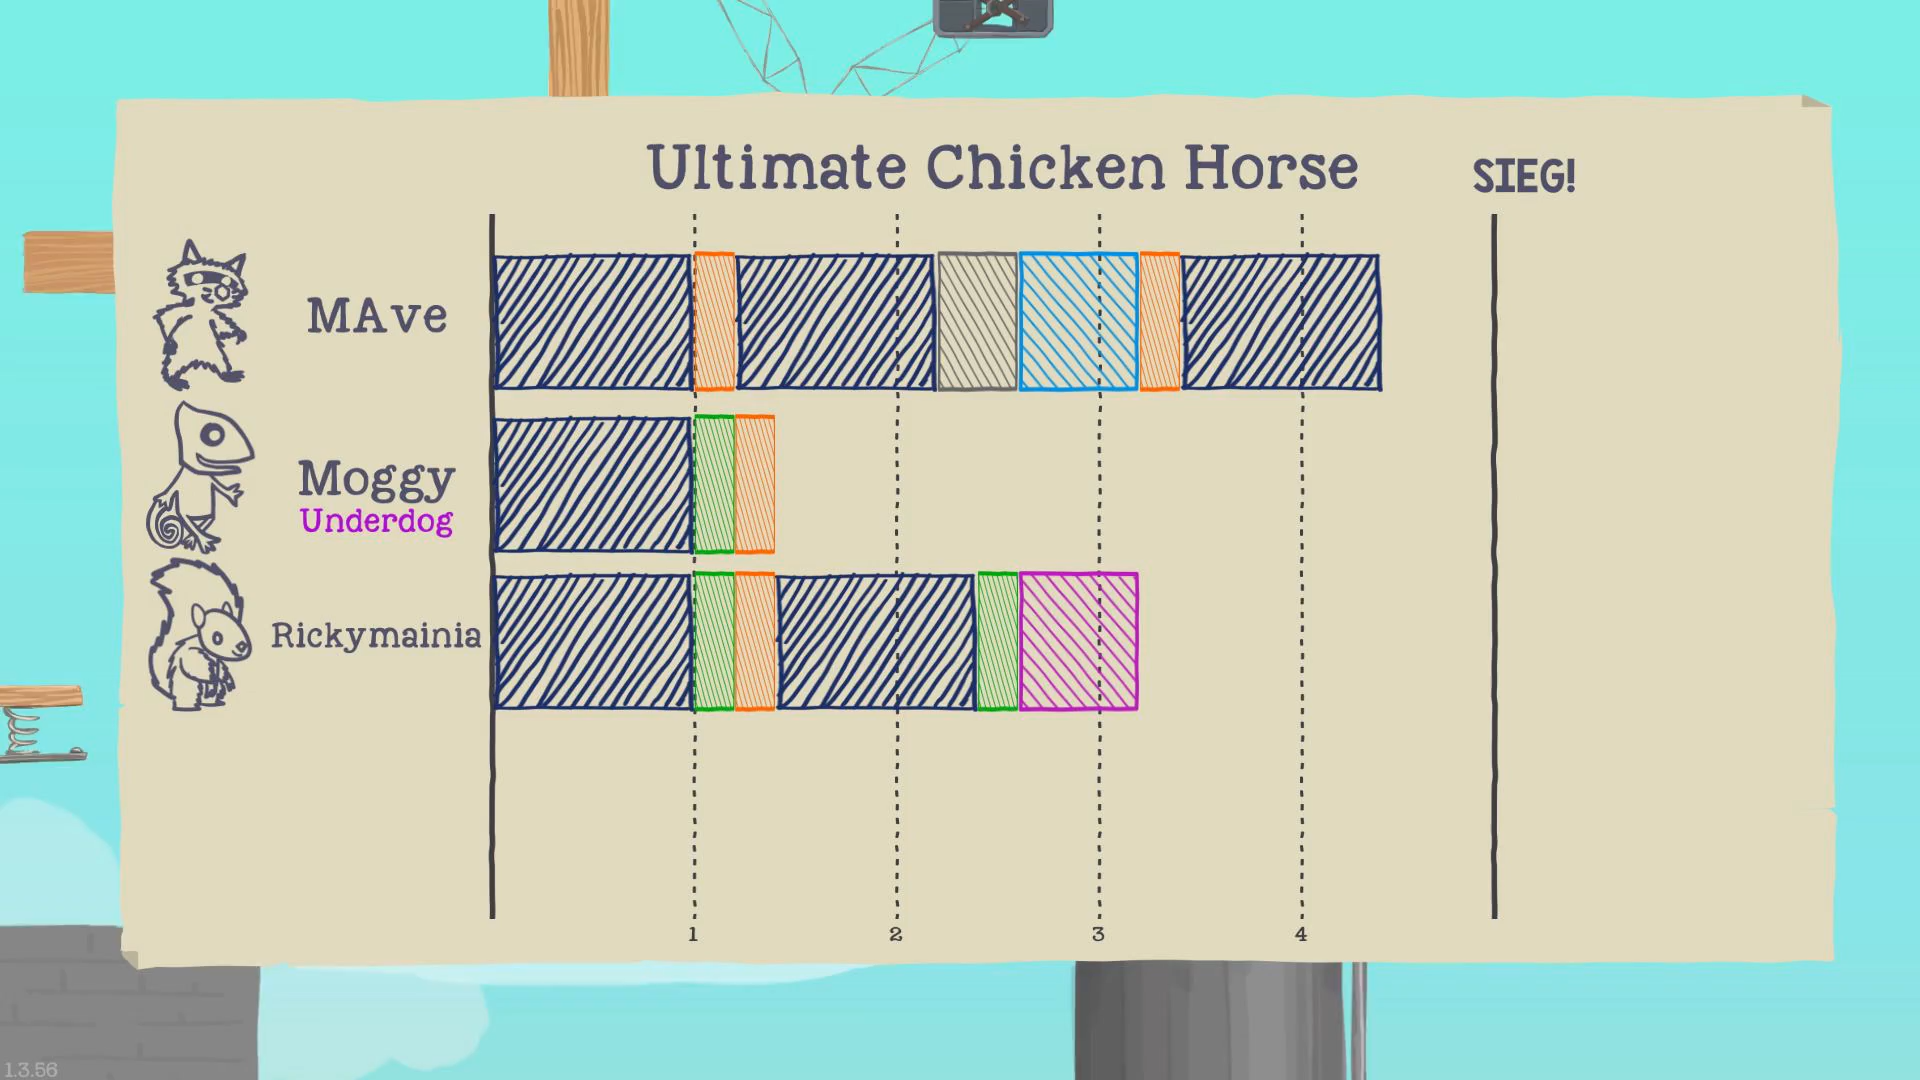 Ultimate Chicken Horse
SIEG!
MAve
Moggy
Underdog
Rickymainia
1 2 3 4
1.3.56